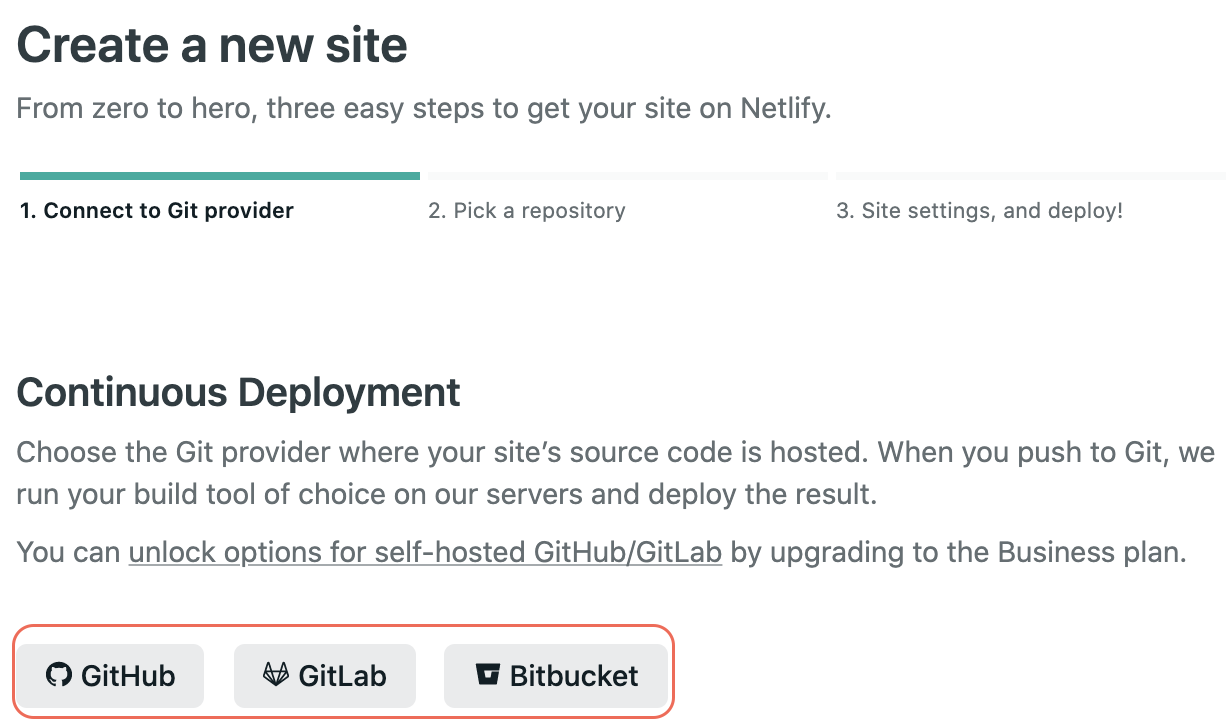 Create a new site
From zero to hero, three easy steps to get your site on Netlify.
1. Connect to Git provider
2. Pick a repository
3. Site settings, and deploy!
Continuous Deployment
Choose the Git provider where your site’s source code is hosted. When you push to Git, we
run your build tool of choice on our servers and deploy the result.
You can unlock options for self-hosted GitHub/GitLab by upgrading to the Business plan.
GitHub
GitLab
Bitbucket